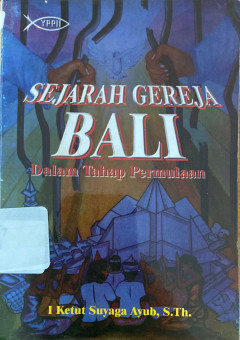 YPPII
SEJARAH GEREJA
BALI
Dalam Tahap Permulaan
I Ketut Suyaga Ayub, S.Th.